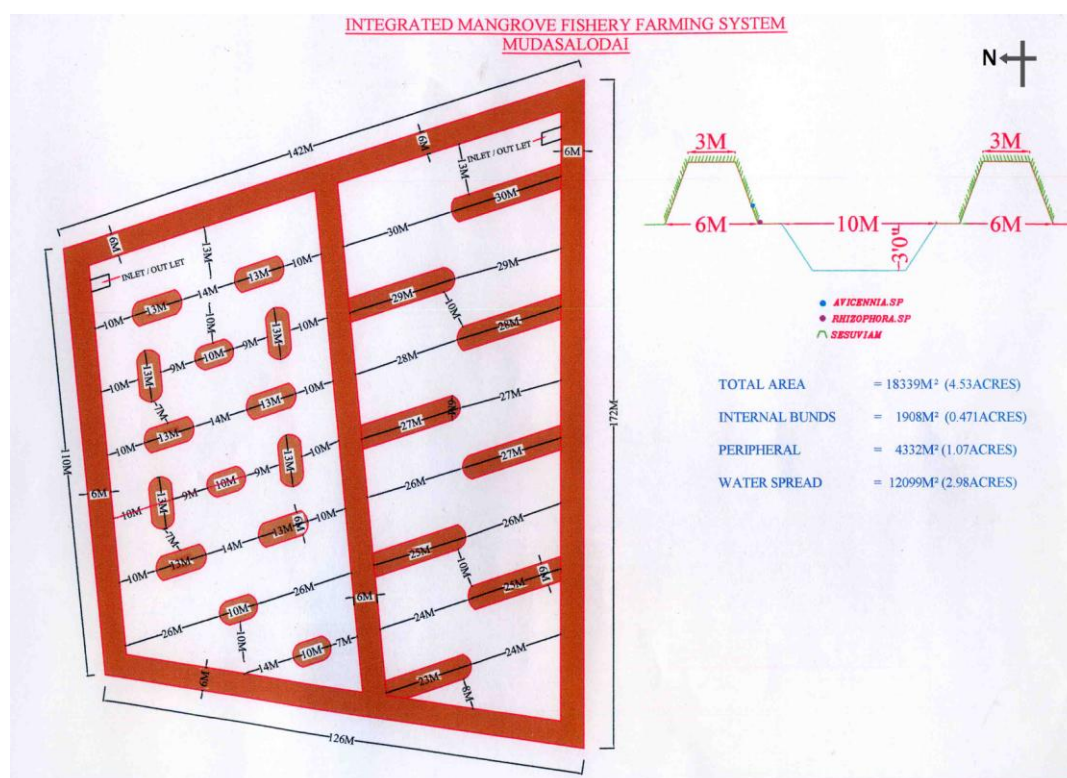 INTEGRATED MANGROVE FISHERY FARMING SYSTEM
MUDASALODAI
N
142M
6M
INLET / OUT LET
13M
6M
30M
30M
6M
13M
INLET / OUT LET
13M
10M
10M
13M
14M
29M
29M
10M
10M
13M
10M
9M
10M
9M
13M
10M
28M
28M
7M
13M
10M
10M
13M
14M
13M
10M
27M
6M
27M
110M
172M
6M
10M
13M
9M
10M
9M
13M
10M
26M
27M
7M
10M
13M
14M
13M
6M
10M
25M
26M
10M
26M
10M
26M
6M
24M
25M
6M
10M
14M
10M
7M
23M
24M
8M
6M
126M
3M
3M
6M
10M
6M
3'.0"
AVICENNIA.SP
RHIZOPHORA.SP
SESUVIAM
TOTAL AREA = 18339M² (4.53ACRES)
INTERNAL BUNDS = 1908M² (0.471ACRES)
PERIPHERAL = 4332M² (1.07ACRES)
WATER SPREAD = 12099M² (2.98ACRES)